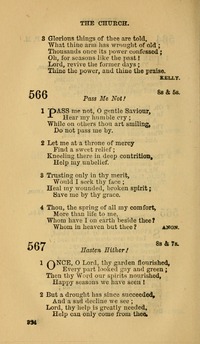 THE CHURCH.
3 Glorious things of thee are told,
What thine arm has wrought of old;
Thousands once its power confessed;
Oh, for seasons like the past!
Lord, revive the former days;
Thine the power, and thine the praise.
KELLY.
566 8s & 5s.
Pass Me Not!
1 PASS me not, O gentle Saviour,
Hear my humble cry;
While on others thou art smiling,
Do not pass me by.
2 Let me at a throne of mercy
Find a sweet relief;
Kneeling there in deep contrition,
Help my unbelief.
3 Trusting only in thy merit,
Would I seek thy face;
Heal my wounded, broken spirit;
Save me by thy grace.
4 Thou, the spring of all my comfort,
More than life to me,
Whom have I on earth beside thee?
Whom in heaven but thee? ANON.
567 8s & 7s.
Hasten Hither!
1 ONCE, O Lord, thy garden flourished,
Every part looked gay and green;
Then thy Word our spirits nourished,
Happy seasons we have seen!
2 But a drought has since succeeded,
And a sad decline we see;
Lord, thy help is greatly needed,
Help can only come from thee.